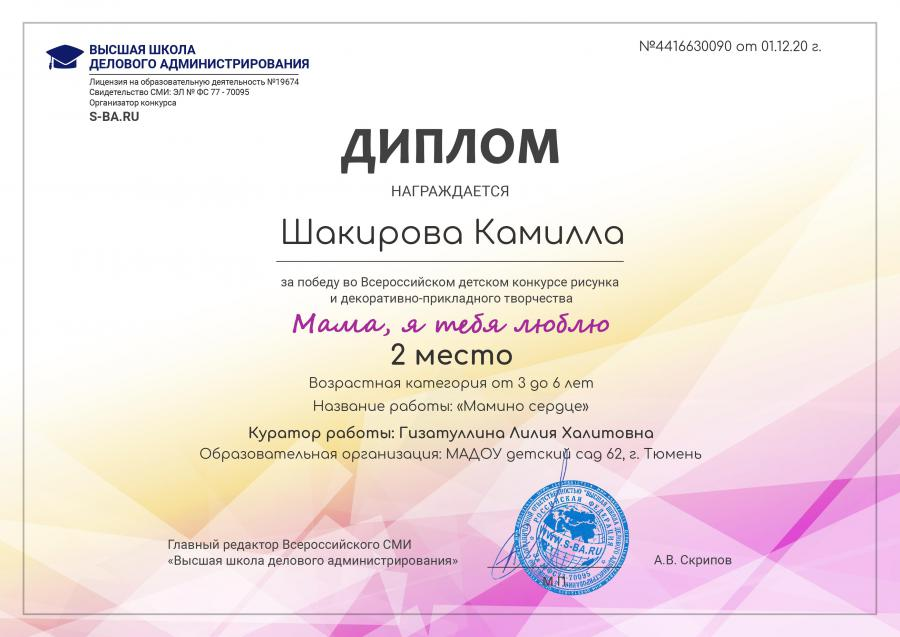 ВЫСШАЯ ШКОЛА
ДЕЛОВОГО АДМИНИСТРИРОВАНИЯ
Лицензия на образовательную деятельность №19674
Свидетельство СМИ: ЭЛ № ФС 77 - 70095
Организатор конкурса
S-BA.RU
№4416630090 от 01.12.20 г.
ДИПЛОМ
НАГРАЖДАЕТСЯ
Шакирова Камилла
за победу во Всероссийском детском конкурсе рисунка
и декоративно-прикладного творчества
Мама, я тебя люблю
2 место
Возрастная категория от 3 до 6 лет
Название работы: «Мамино сердце»
Куратор работы: Гизатуллина Лилия Халитовна
Образовательная организация: МАДОУ детский сад 62, г. Тюмень
Главный редактор Всероссийского СМИ
«Высшая школа делового администрирования»
М.П.
А.В. Скрипов
РОССИЙСКАЯ ФЕДЕРАЦИЯ
WWW.S-BA.RU